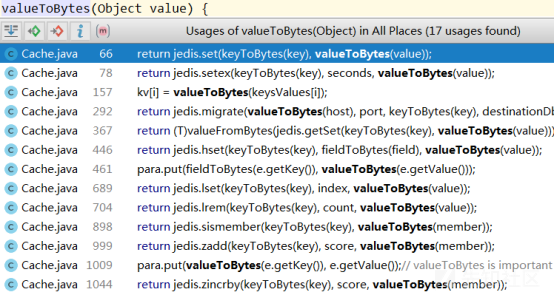 valueToBytes(Object value) {
Usages of valueToBytes(Object) in All Places (17 usages found)
Cache.java 66 return jedis.set(keyToBytes(key), valueToBytes(value));
Cache.java 78 return jedis.setex(keyToBytes(key), seconds, valueToBytes(value));
Cache.java 157 kv[i] = valueToBytes(keysValues[i]);
Cache.java 292 return jedis.migrate(valueToBytes(host), port, keyToBytes(key), destinationDb
Cache.java 367 return (T)valueFromBytes(jedis.getSet(keyToBytes(key), valueToBytes(value)))
Cache.java 446 return jedis.hset(keyToBytes(key), fieldToBytes(field), valueToBytes(value));
Cache.java 461 para.put(fieldToBytes(e.getKey()), valueToBytes(e.getValue()));
Cache.java 689 return jedis.lset(keyToBytes(key), index, valueToBytes(value));
Cache.java 704 return jedis.lrem(keyToBytes(key), count, valueToBytes(value));
Cache.java 898 return jedis.sismember(keyToBytes(key), valueToBytes(member));
Cache.java 999 return jedis.zadd(keyToBytes(key), score, valueToBytes(member));
Cache.java 1009 para.put(valueToBytes(e.getKey()), e.getValue());// valueToBytes is important
Cache.java 1044 return jedis.zincrby(keyToBytes(key), score, valueToBytes(member));